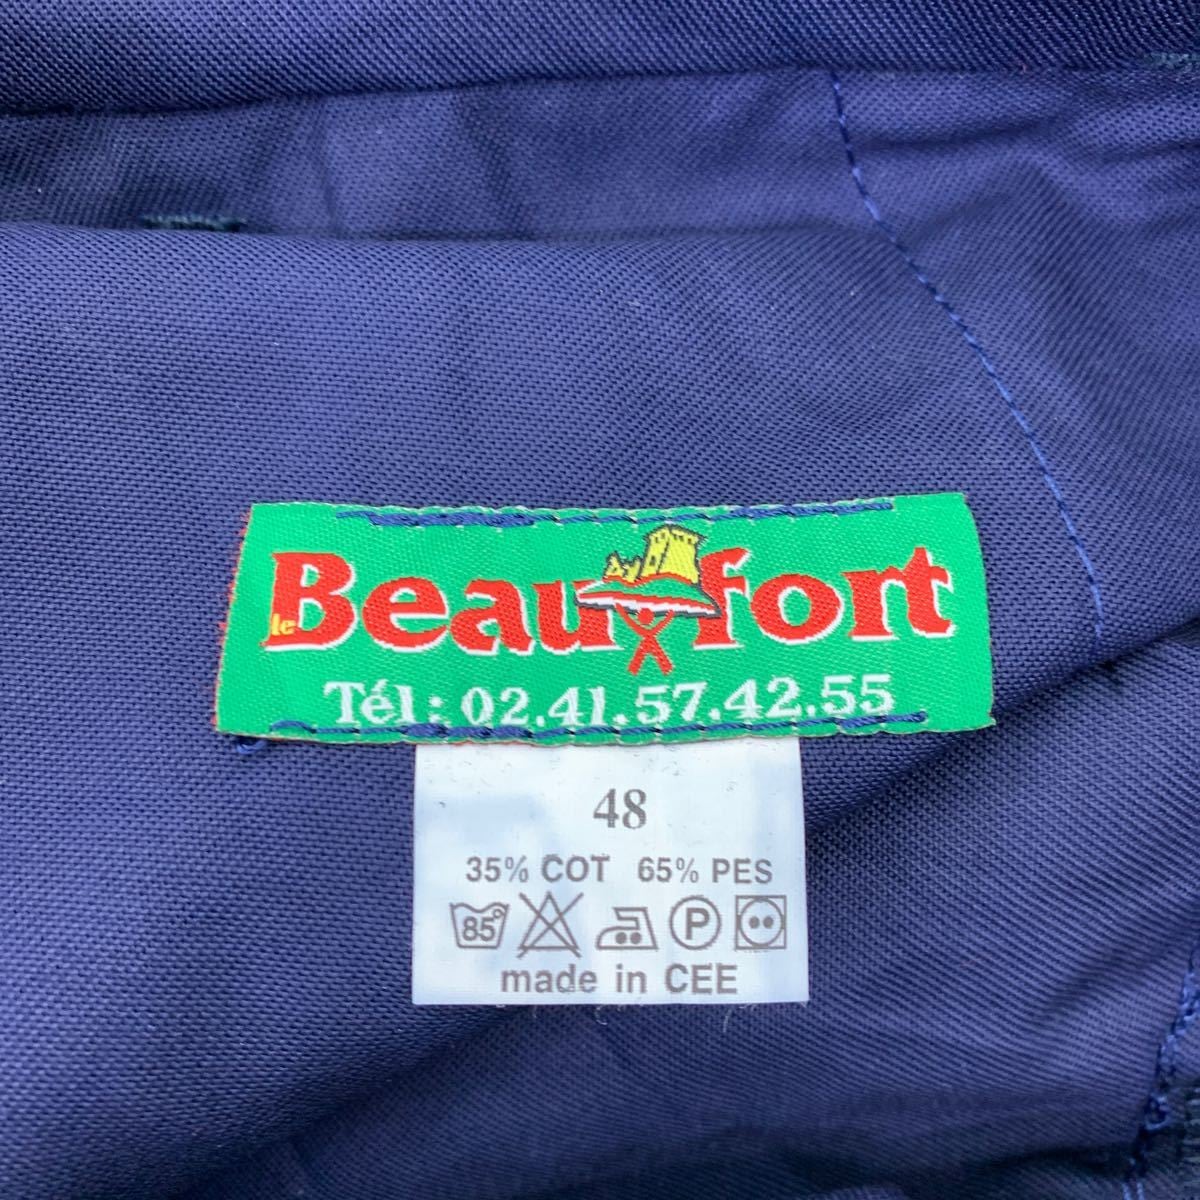 le Beaufort
Tél: 02.41.57.42.55
48
35% COT 65% PES
85° P
made in CEE